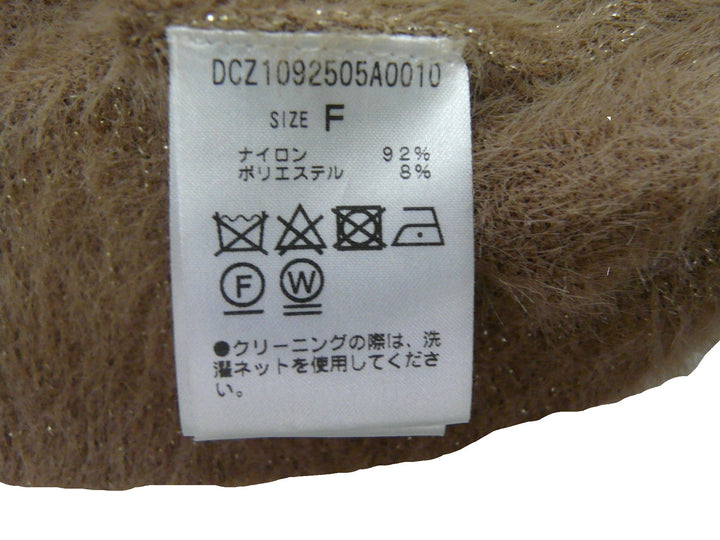 DCZ1092505A0010
SIZE F
ナイロン 92%
ポリエステル 8%
F W
●クリーニングの際は、洗
濯ネットを使用してくださ
い。